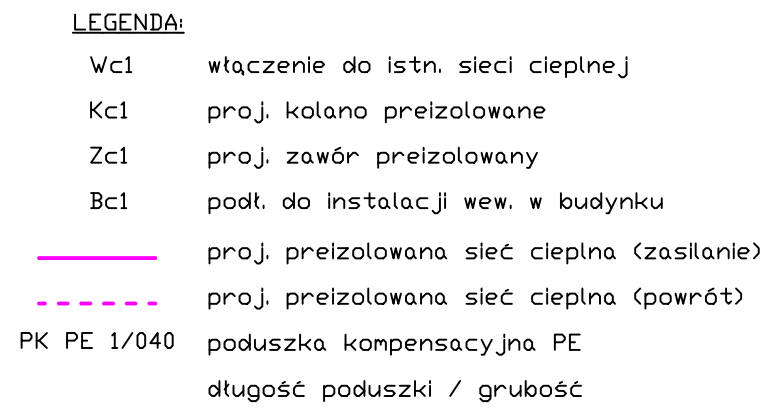 LEGENDA:
Wc1 włączenie do istn. sieci cieplnej
Kc1 proj. kolano preizolowane
Zc1 proj. zawór preizolowany
Bc1 podł. do instalacji wew. w budynku
proj. preizolowana sieć cieplna (zasilanie)
proj. preizolowana sieć cieplna (powrót)
PK PE 1/040 poduszka kompensacyjna PE
długość poduszki / grubość